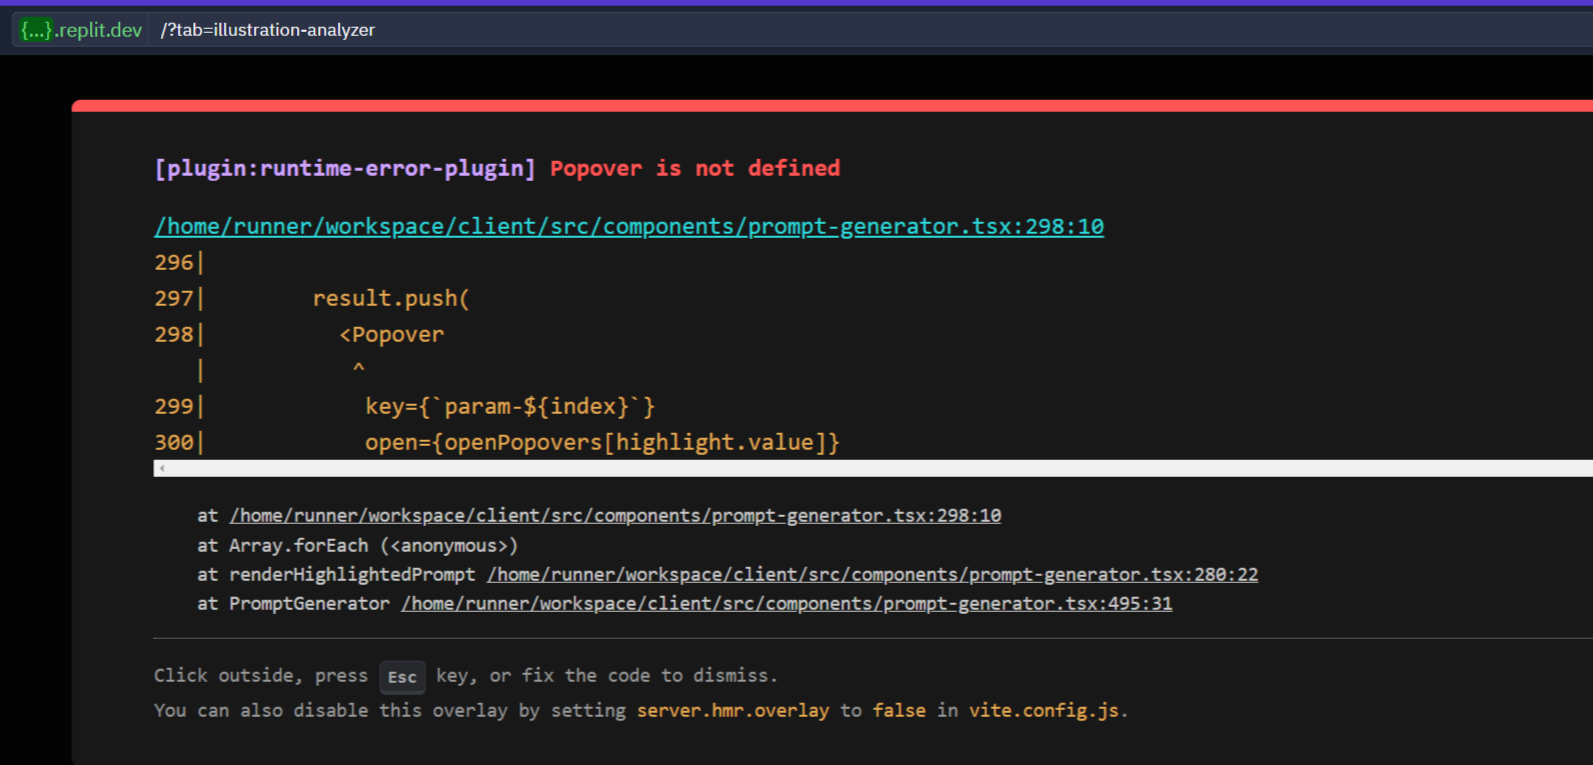 {...}.replit.dev /?tab=illustration-analyzer
[plugin:runtime-error-plugin] Popover is not defined
/home/runner/workspace/client/src/components/prompt-generator.tsx:298:10
296|
297|        result.push(
298|          <Popover
   |           ^
299|            key={`param-${index}`}
300|            open={openPopovers[highlight.value]}
at /home/runner/workspace/client/src/components/prompt-generator.tsx:298:10
at Array.forEach (<anonymous>)
at renderHighlightedPrompt /home/runner/workspace/client/src/components/prompt-generator.tsx:280:22
at PromptGenerator /home/runner/workspace/client/src/components/prompt-generator.tsx:495:31
Click outside, press Esc key, or fix the code to dismiss.
You can also disable this overlay by setting server.hmr.overlay to false in vite.config.js.